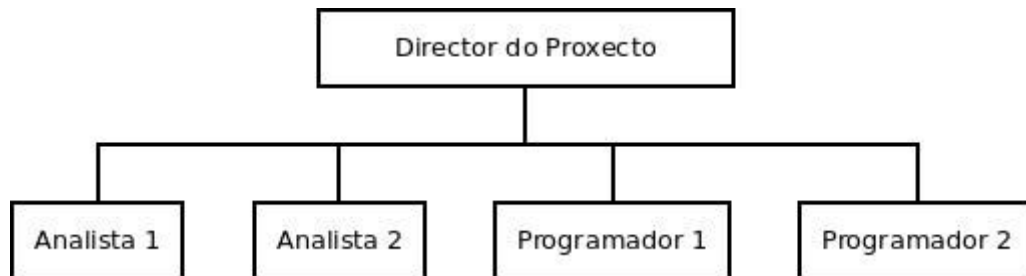 Director do Proxecto
Analista 1
Analista 2
Programador 1
Programador 2